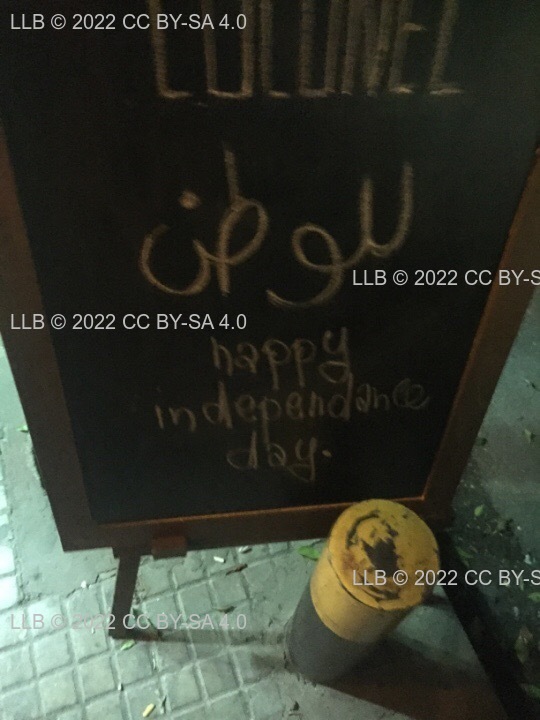 COLONEL
للوطن
happy
independance
day.
LLB © 2022 CC BY-SA 4.0
LLB © 2022 CC BY-S
LLB © 2022 CC BY-SA 4.0
LLB © 2022 CC BY-S
LLB © 2022 CC BY-SA 4.0